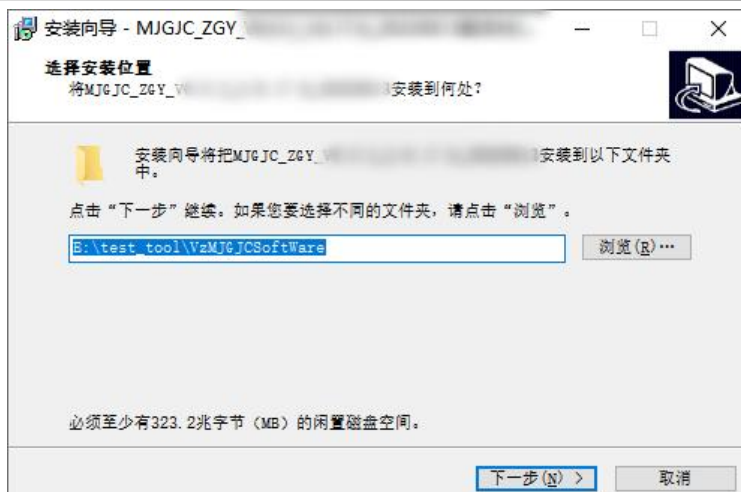 安装向导 - MJGJC_ZGY_
选择安装位置
将MJGJC_ZGY_V 安装到何处？
安装向导将把MJGJC_ZGY_ 安装到以下文件夹
中。
点击“下一步”继续。如果您要选择不同的文件夹，请点击“浏览”。
E:\test_tool\VzMJGJCSoftWare
浏览(R)...
必须至少有323.2兆字节（MB）的闲置磁盘空间。
下一步(N) >
取消